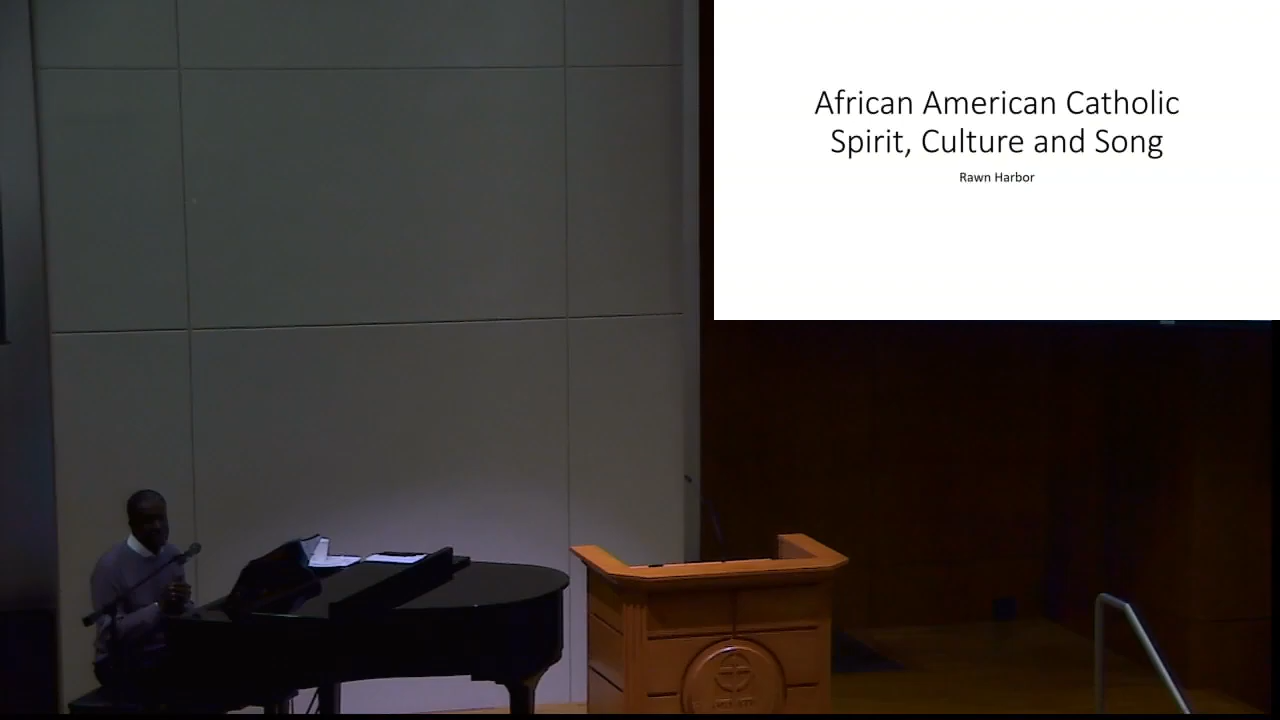 African American Catholic
Spirit, Culture and Song
Rawn Harbor